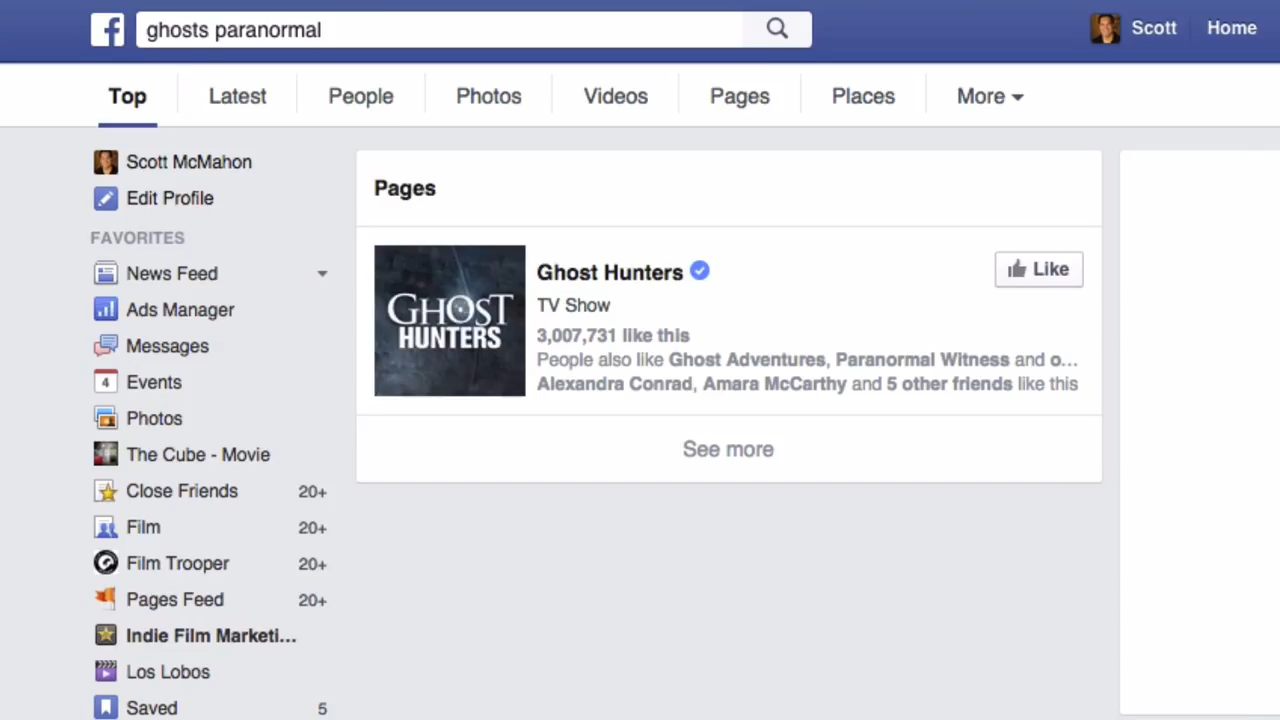 ghosts paranormal
Scott
Home
Top
Latest
People
Photos
Videos
Pages
Places
More
Scott McMahon
Edit Profile
FAVORITES
News Feed
Ads Manager
Messages
4
Events
Photos
The Cube - Movie
Close Friends 20+
Film 20+
Film Trooper 20+
Pages Feed 20+
Indie Film Marketi...
Los Lobos
Saved 5
Pages
GHOST
HUNTERS
Ghost Hunters
Like
TV Show
3,007,731 like this
People also like Ghost Adventures, Paranormal Witness and o...
Alexandra Conrad, Amara McCarthy and 5 other friends like this
See more